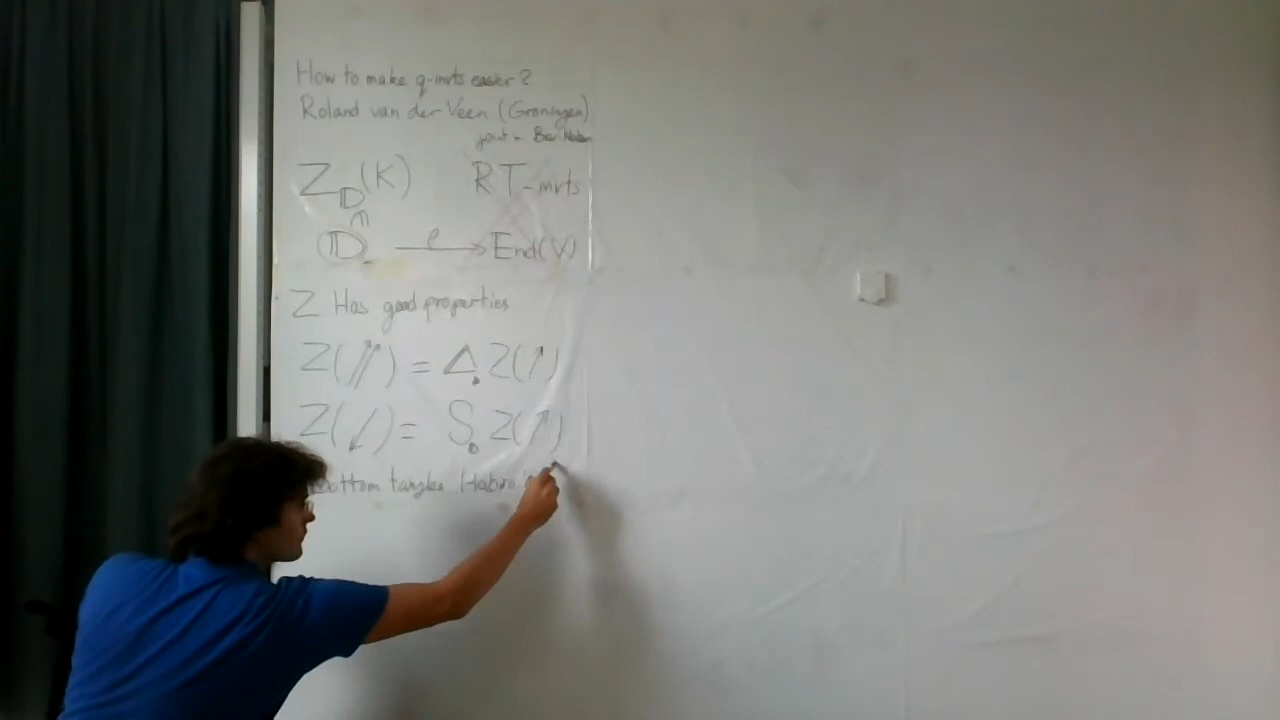 How to make q-invts easier?
Roland van der Veen (Groningen)
joint w Bar-Natan
Z_D(K) RT-invts
∩
D —ρ→ End(V)
Z Has good properties
Z(⇈) = Δ. Z(↑)
Z(↙) = S. Z(↗)
Bottom tangles Habiro